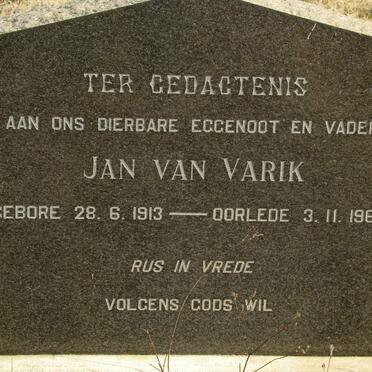 TER GEDAGTENIS
AAN ONS DIERBARE EGGENOOT EN VADER
JAN VAN VARIK
GEBORE 28.6.1913 — OORLEDE 3.11.196
RUS IN VREDE
VOLGENS GODS WIL